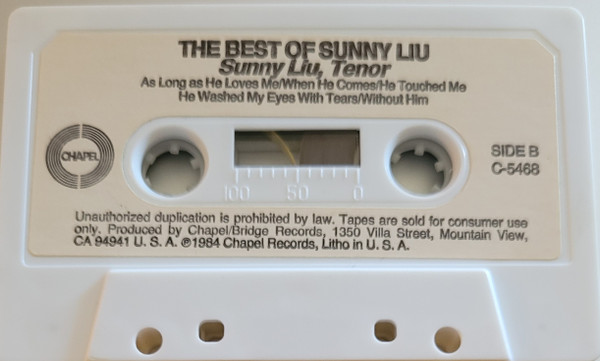 THE BEST OF SUNNY LIU
Sunny Liu, Tenor
As Long as He Loves Me/When He Comes/He Touched Me
He Washed My Eyes With Tears/Without Him
CHAPEL
SIDE B
C-5468
100 50 0
Unauthorized duplication is prohibited by law. Tapes are sold for consumer use
only. Produced by Chapel/Bridge Records, 1350 Villa Street, Mountain View,
CA 94941 U. S. A. ℗1984 Chapel Records, Litho in U. S. A.